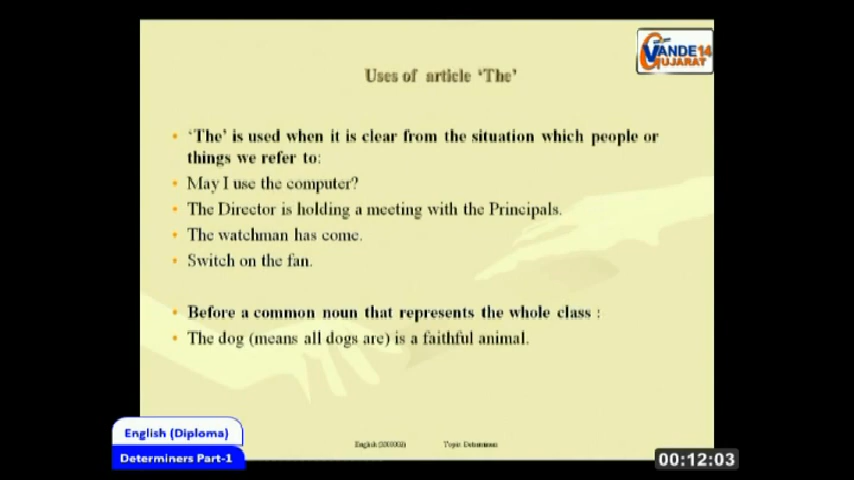 VANDE 14
GUJARAT
Uses of article ‘The’
• ‘The’ is used when it is clear from the situation which people or
things we refer to:
• May I use the computer?
• The Director is holding a meeting with the Principals.
• The watchman has come.
• Switch on the fan.
• Before a common noun that represents the whole class :
• The dog (means all dogs are) is a faithful animal.
English Topic: Determiners
English (Diploma)
Determiners Part-1
00:12:03